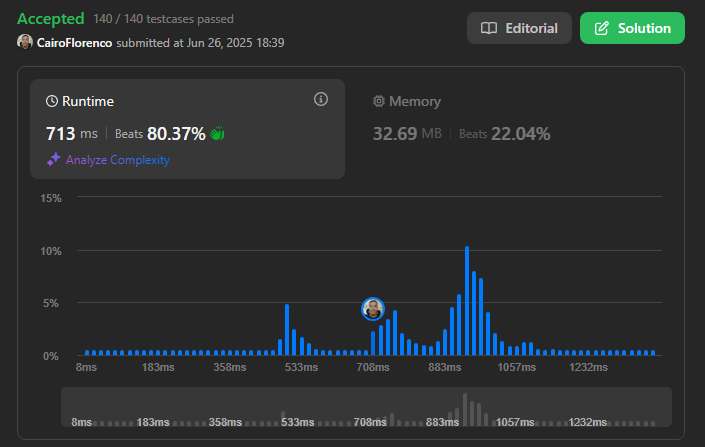 Accepted 140 / 140 testcases passed
Editorial
Solution
CairoFlorenco submitted at Jun 26, 2025 18:39
Runtime
713 ms | Beats 80.37%
Analyze Complexity
Memory
32.69 MB | Beats 22.04%
15%
10%
5%
0%
8ms 183ms 358ms 533ms 708ms 883ms 1057ms 1232ms
8ms 183ms 358ms 533ms 708ms 883ms 1057ms 1232ms